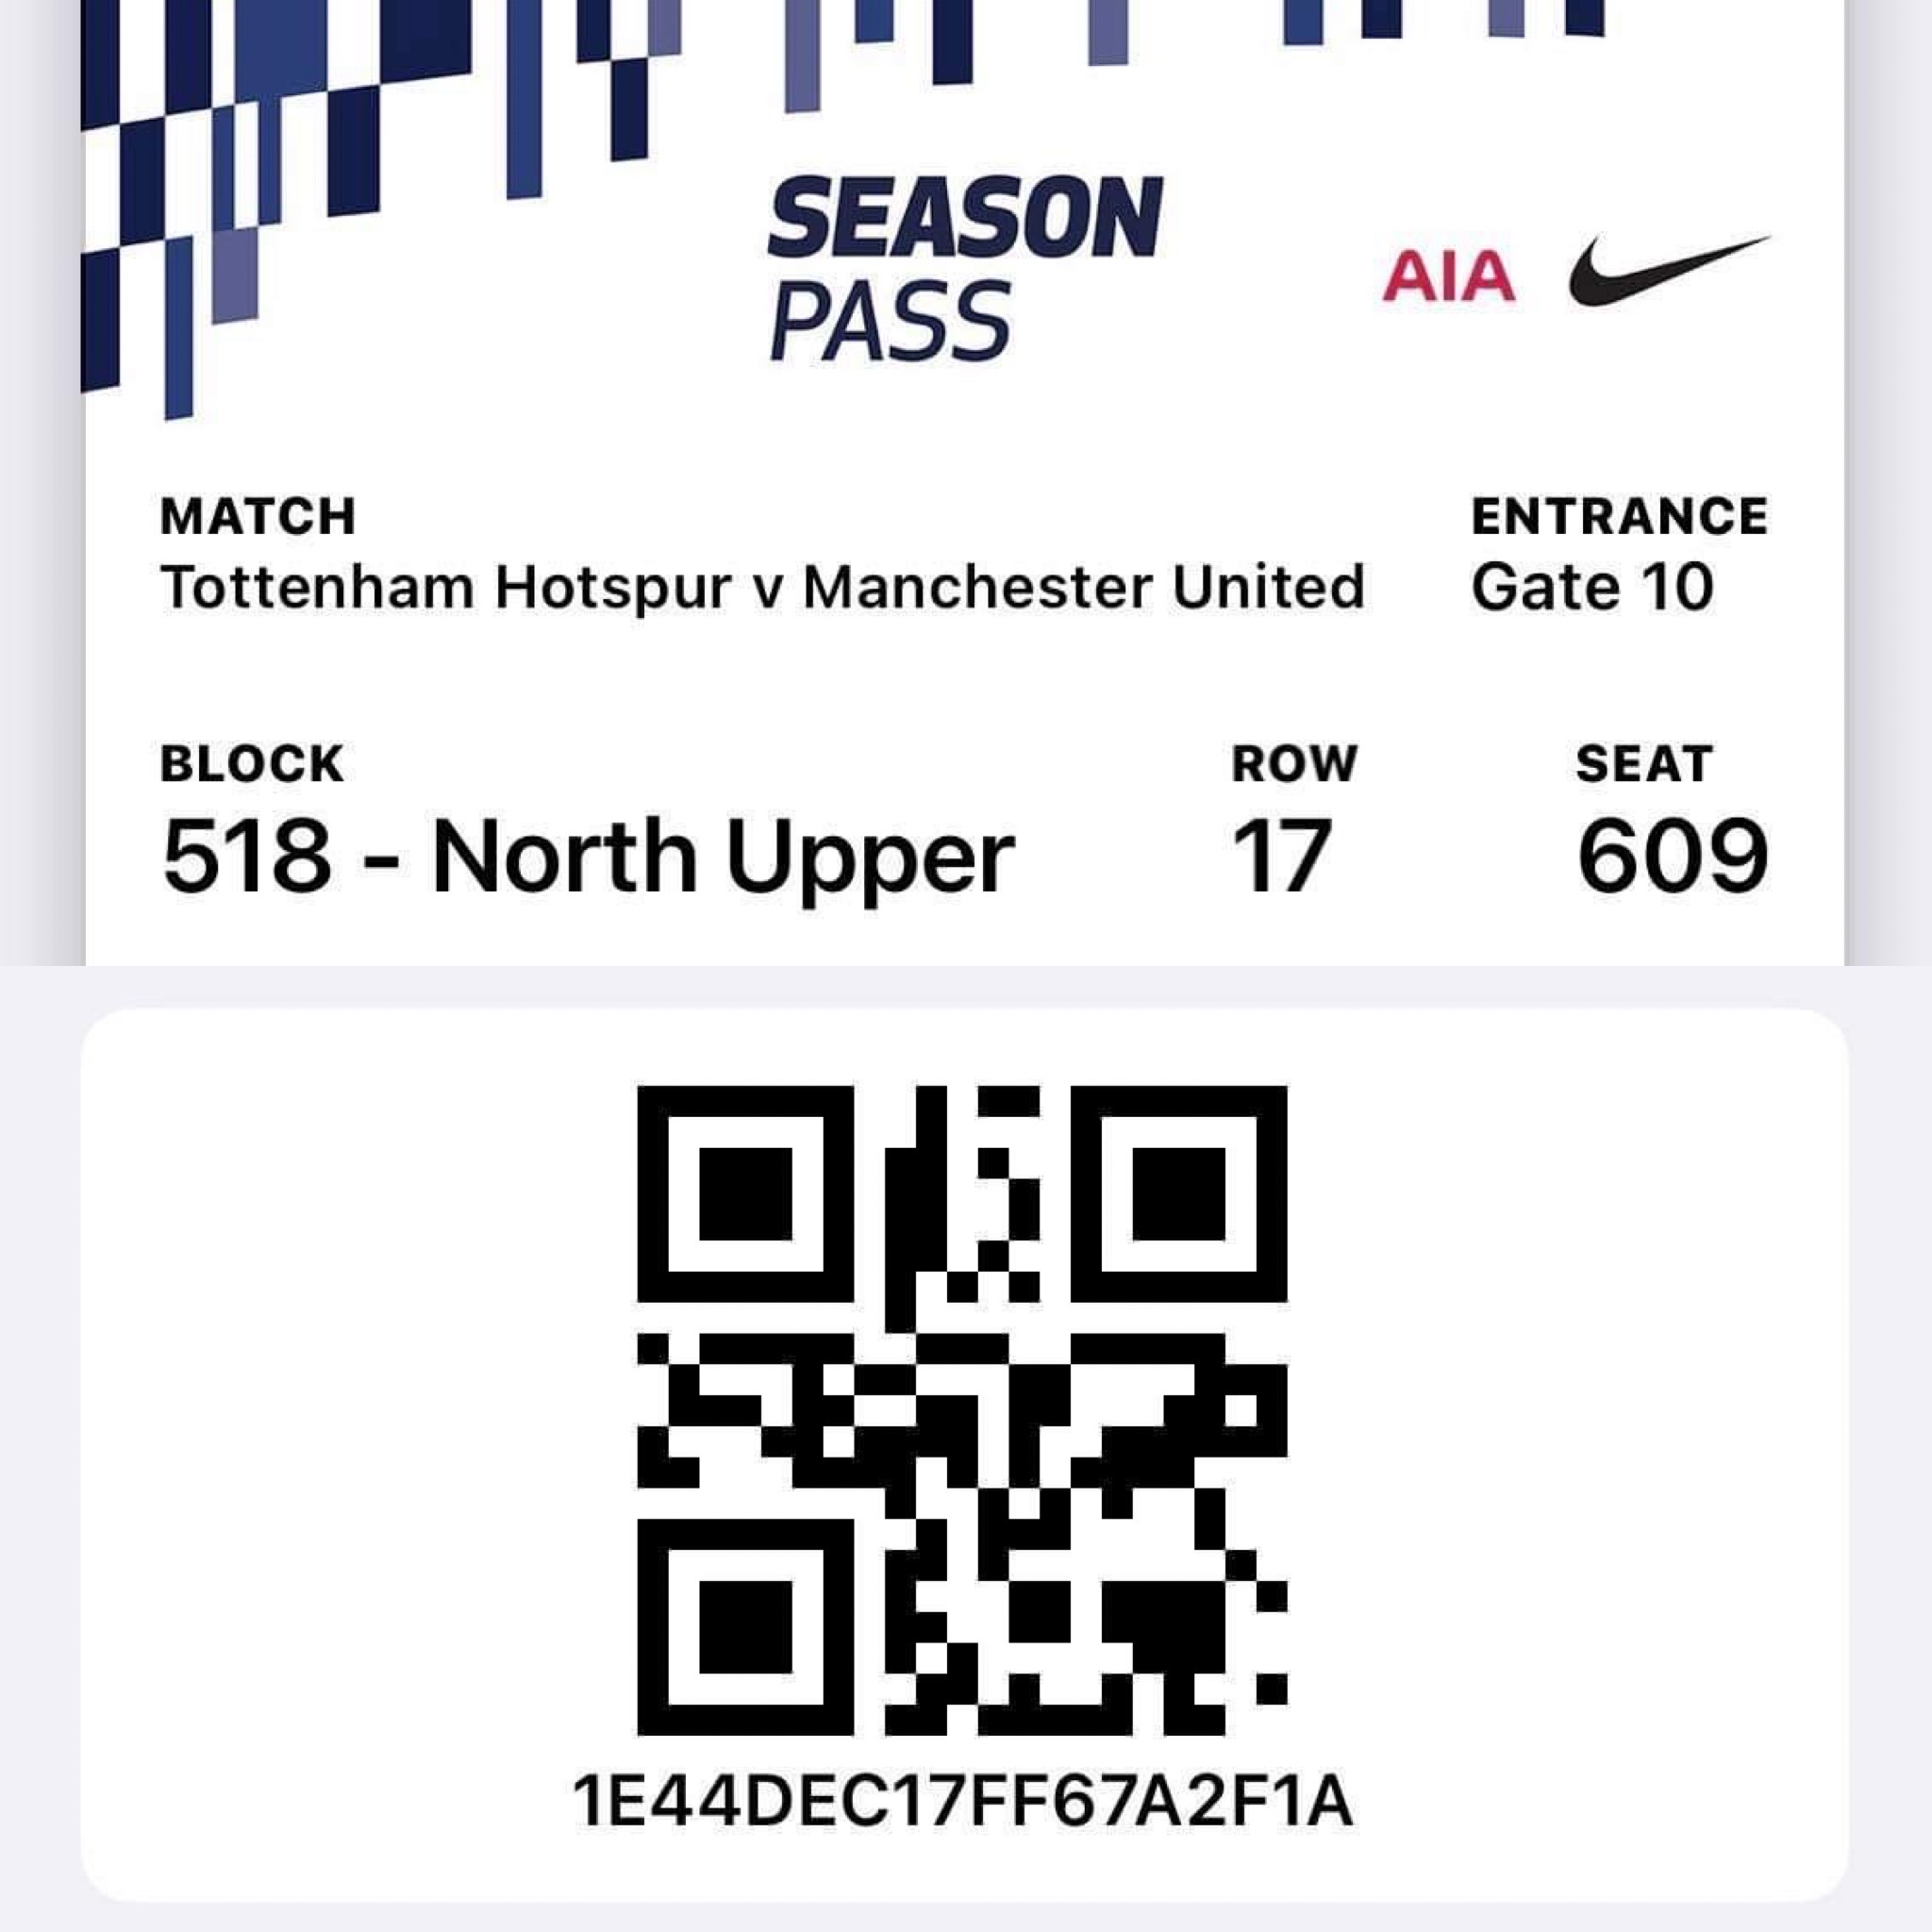 SEASON
PASS
AIA
MATCH
ENTRANCE
Tottenham Hotspur v Manchester United
Gate 10
BLOCK
ROW
SEAT
518 - North Upper
17
609
1E44DEC17FF67A2F1A